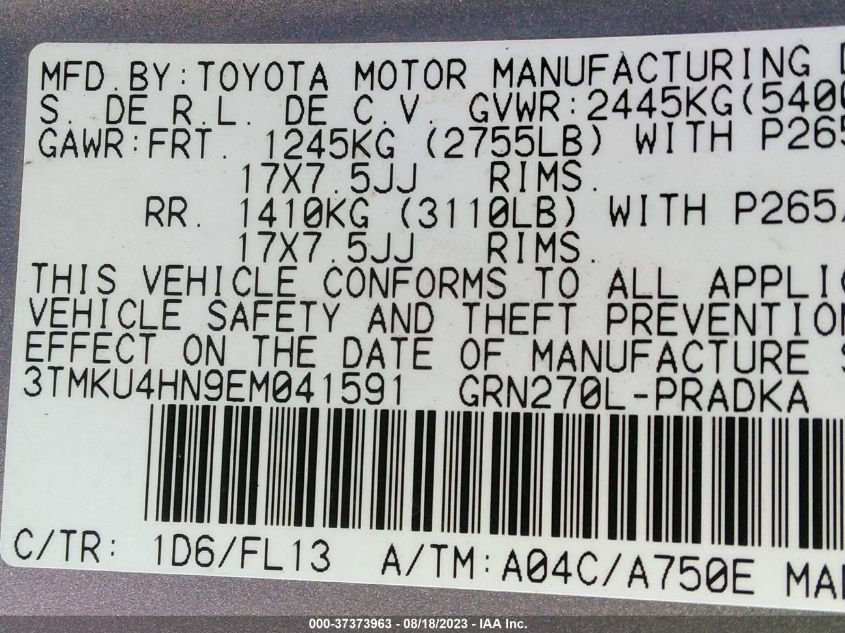 MFD.BY:TOYOTA MOTOR MANUFACTURING
S. DE R.L. DE C.V. GVWR:2445KG(540
GAWR:FRT. 1245KG (2755LB) WITH P265
17X7.5JJ RIMS.
RR. 1410KG (3110LB) WITH P265/
17X7.5JJ RIMS.
THIS VEHICLE CONFORMS TO ALL APPLIC
VEHICLE SAFETY AND THEFT PREVENTION
EFFECT ON THE DATE OF MANUFACTURE
3TMKU4HN9EM041591 GRN270L-PRADKA
C/TR: 1D6/FL13 A/TM:A04C/A750E MA
000-37373963 - 08/18/2023 - IAA Inc.